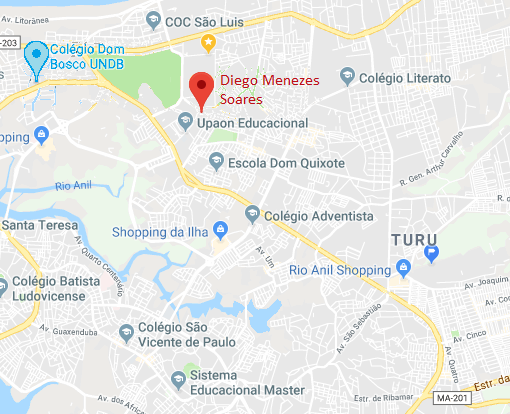 Av. Litorânea
COC São Luis
-203
Colégio Dom
Bosco UNDB
Colégio Literato
Diego Menezes
Soares
Upaon Educacional
Shopping
Escola Dom Quixote
R. Gen. Arthur Carvalho
Rio Anil
Santa Teresa
Shopping da Ilha
Colégio Adventista
TURU
Av. Um
Rio Anil Shopping
Av. Quarto Centenário
Colégio Batista
Ludovicense
Av. Joaquim
Av. Guaxenduba
Colégio São
Vicente de Paulo
Av. São Sebastião
Av. Cinco
Av. Quatro
Sistema
Educacional Master
Estr. da
Av. dos Africa
Estr. de Ribamar
MA-201